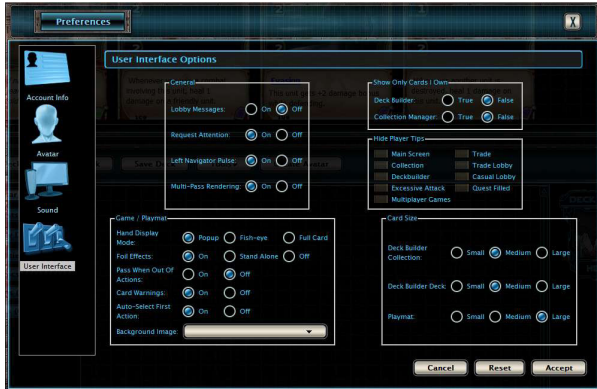 Preferences
X
User Interface Options
Account Info
Avatar
Sound
User Interface
General
Lobby Messages: On Off
Request Attention: On Off
Left Navigator Pulse: On Off
Multi-Pass Rendering: On Off
Show Only Cards I Own
Deck Builder: True False
Collection Manager: True False
Hide Player Tips
Main Screen Trade
Collection Trade Lobby
Deckbuilder Casual Lobby
Excessive Attack Quest Filled
Multiplayer Games
Game / Playmat
Hand Display
Mode: Popup Fish-eye Full Card
Foil Effects: On Stand Alone Off
Pass When Out Of
Actions: On Off
Card Warnings: On Off
Auto-Select First
Action: On Off
Background image:
Card Size
Deck Builder
Collection: Small Medium Large
Deck Builder Deck: Small Medium Large
Playmat: Small Medium Large
Cancel Reset Accept